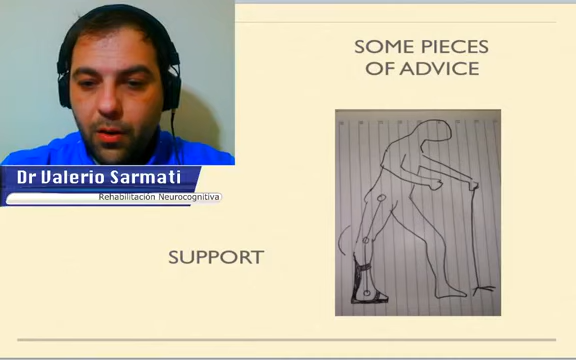 SOME PIECES
OF ADVICE
Dr Valerio Sarmati
Rehabilitación Neurocognitiva
SUPPORT